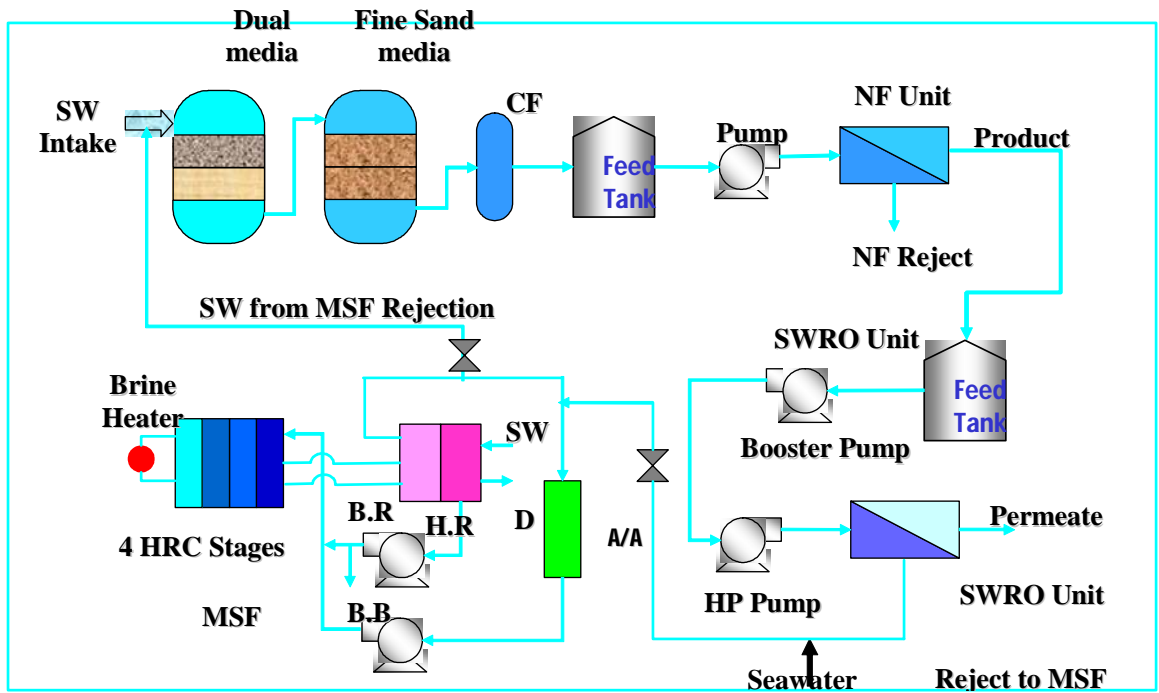 Dual
media
Fine Sand
media
SW
Intake
CF
Feed
Tank
Pump
NF Unit
Product
NF Reject
SW from MSF Rejection
SWRO Unit
Feed
Tank
Booster Pump
Brine
Heater
SW
B.R
H.R
D
A/A
4 HRC Stages
HP Pump
Permeate
SWRO Unit
B.B
MSF
Seawater
Reject to MSF